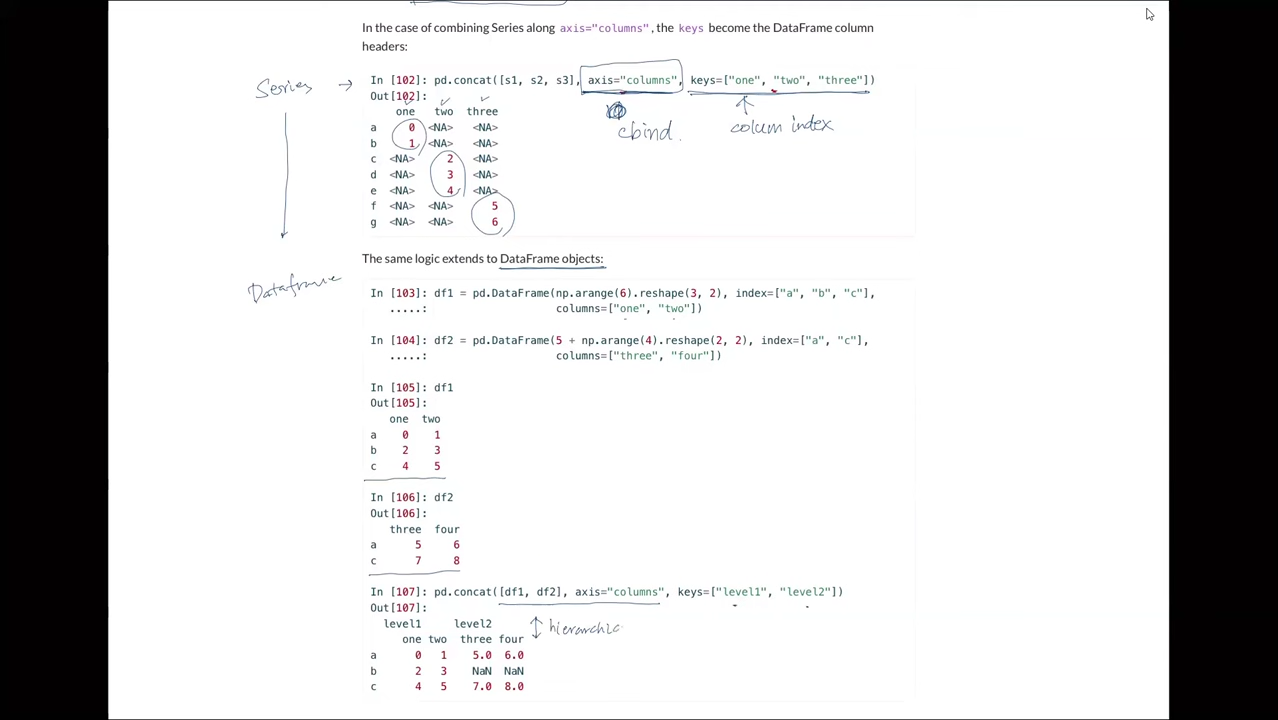 In the case of combining Series along axis="columns", the keys become the DataFrame column
headers:
Series
In [102]: pd.concat([s1, s2, s3], axis="columns", keys=["one", "two", "three"])
Out[102]:
one two three
a 0 <NA> <NA>
b 1 <NA> <NA>
c <NA> 2 <NA>
d <NA> 3 <NA>
e <NA> 4 <NA>
f <NA> <NA> 5
g <NA> <NA> 6
cbind.
colum index
The same logic extends to DataFrame objects:
Dataframe
In [103]: df1 = pd.DataFrame(np.arange(6).reshape(3, 2), index=["a", "b", "c"],
.....: columns=["one", "two"])
In [104]: df2 = pd.DataFrame(5 + np.arange(4).reshape(2, 2), index=["a", "c"],
.....: columns=["three", "four"])
In [105]: df1
Out[105]:
one two
a 0 1
b 2 3
c 4 5
In [106]: df2
Out[106]:
three four
a 5 6
c 7 8
In [107]: pd.concat([df1, df2], axis="columns", keys=["level1", "level2"])
Out[107]:
level1 level2
one two three four
a 0 1 5.0 6.0
b 2 3 NaN NaN
c 4 5 7.0 8.0
hierarchic